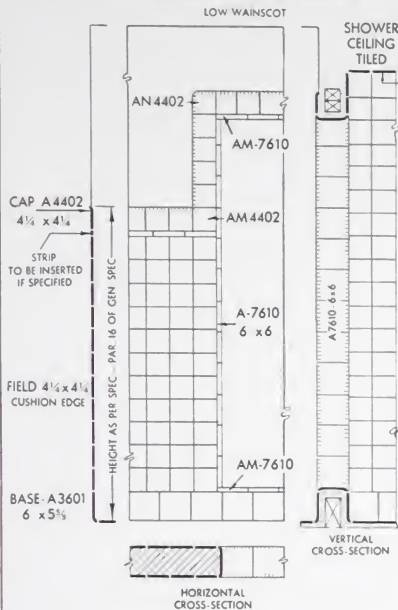 LOW WAINSCOT
SHOWER
CEILING
TILED
AN 4402
AM-7610
CAP A 4402
4¼ x 4¼
AM 4402
STRIP
TO BE INSERTED
IF SPECIFIED
HEIGHT AS PER SPEC - PAR. 16 OF GEN SPEC
A-7610
6 x6
A7610-6x6
FIELD 4¼ x 4¼
CUSHION EDGE
AM-7610
BASE-A3601
6 x 5⅝
VERTICAL
CROSS-SECTION
HORIZONTAL
CROSS-SECTION